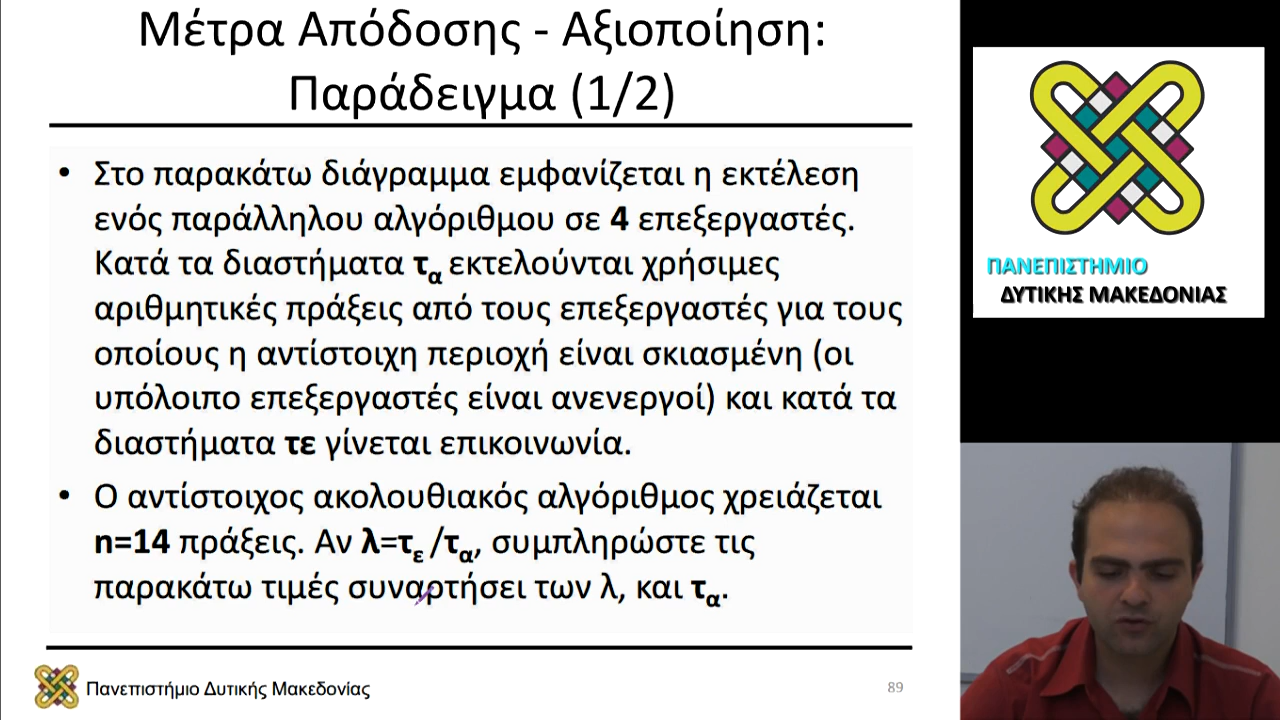 Μέτρα Απόδοσης - Αξιοποίηση:
Παράδειγμα (1/2)
• Στο παρακάτω διάγραμμα εμφανίζεται η εκτέλεση
ενός παράλληλου αλγόριθμου σε 4 επεξεργαστές.
Κατά τα διαστήματα τα εκτελούνται χρήσιμες
αριθμητικές πράξεις από τους επεξεργαστές για τους
οποίους η αντίστοιχη περιοχή είναι σκιασμένη (οι
υπόλοιπο επεξεργαστές είναι ανενεργοί) και κατά τα
διαστήματα τε γίνεται επικοινωνία.
• Ο αντίστοιχος ακολουθιακός αλγόριθμος χρειάζεται
n=14 πράξεις. Αν λ=τε /τα, συμπληρώστε τις
παρακάτω τιμές συναρτήσει των λ, και τα.
Πανεπιστήμιο Δυτικής Μακεδονίας
89
ΠΑΝΕΠΙΣΤΗΜΙΟ
ΔΥΤΙΚΗΣ ΜΑΚΕΔΟΝΙΑΣ